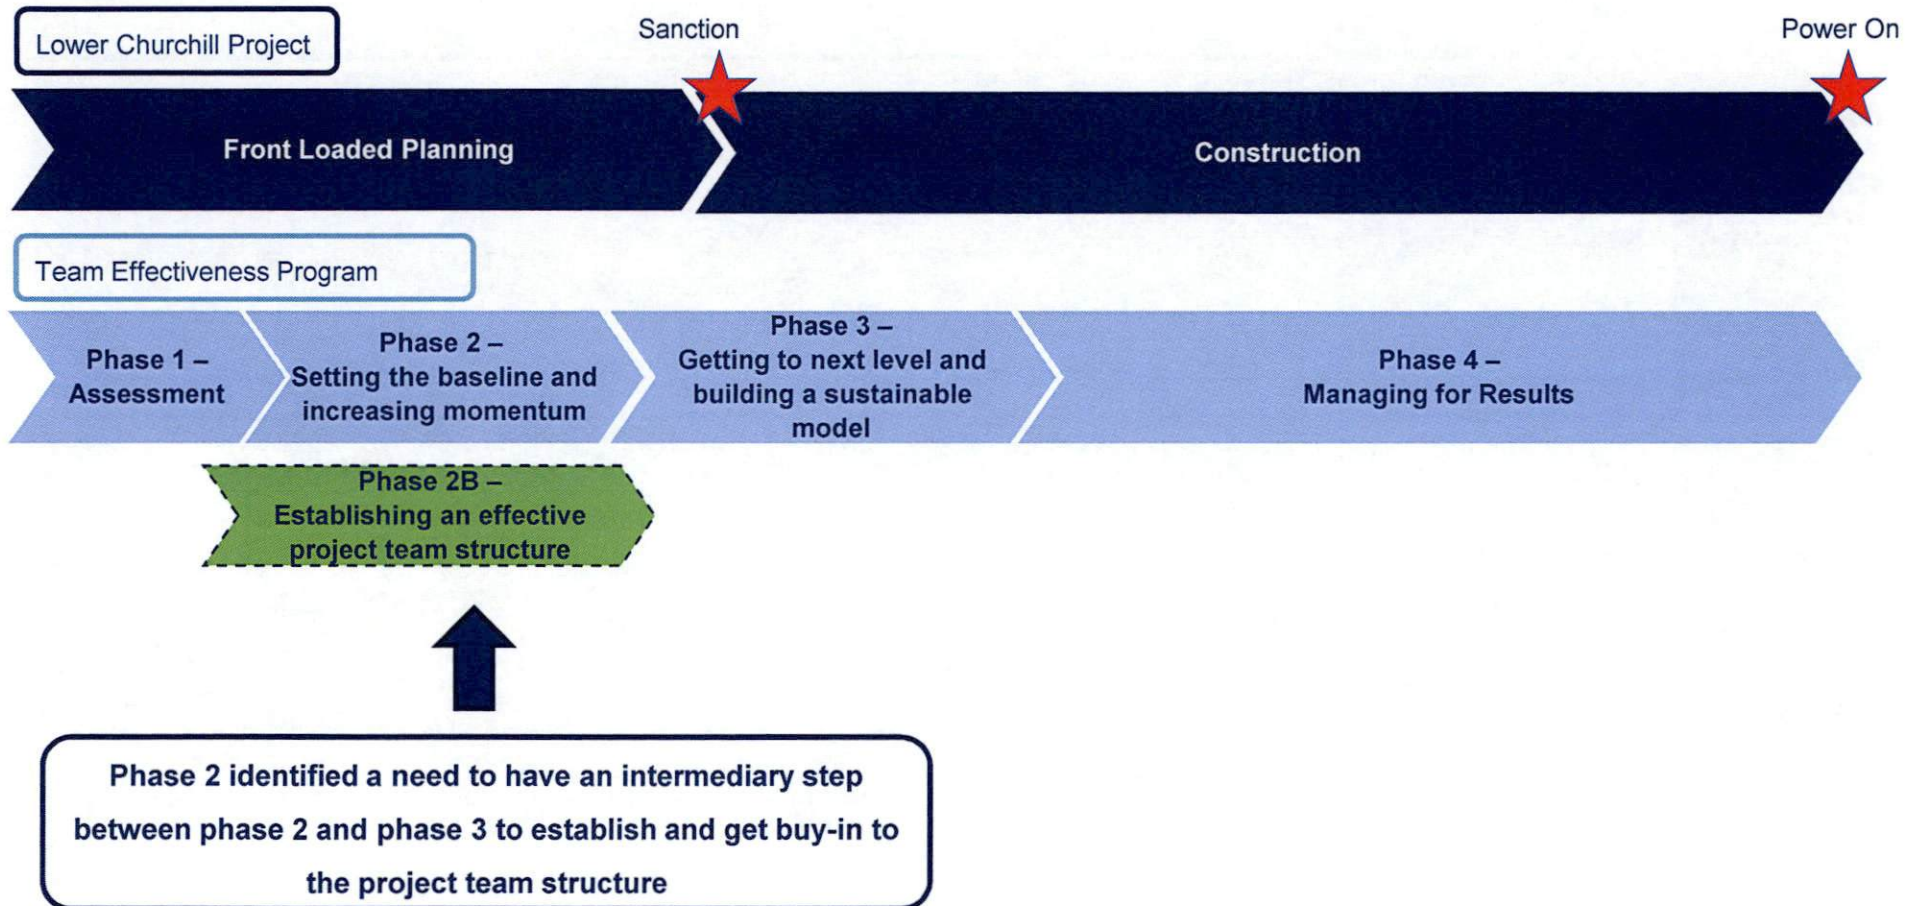 Lower Churchill Project
Sanction
Power On
Front Loaded Planning
Construction
Team Effectiveness Program
Phase 1 –
Assessment
Phase 2 –
Setting the baseline and
increasing momentum
Phase 3 –
Getting to next level and
building a sustainable
model
Phase 4 –
Managing for Results
Phase 2B –
Establishing an effective
project team structure
Phase 2 identified a need to have an intermediary step
between phase 2 and phase 3 to establish and get buy-in to
the project team structure